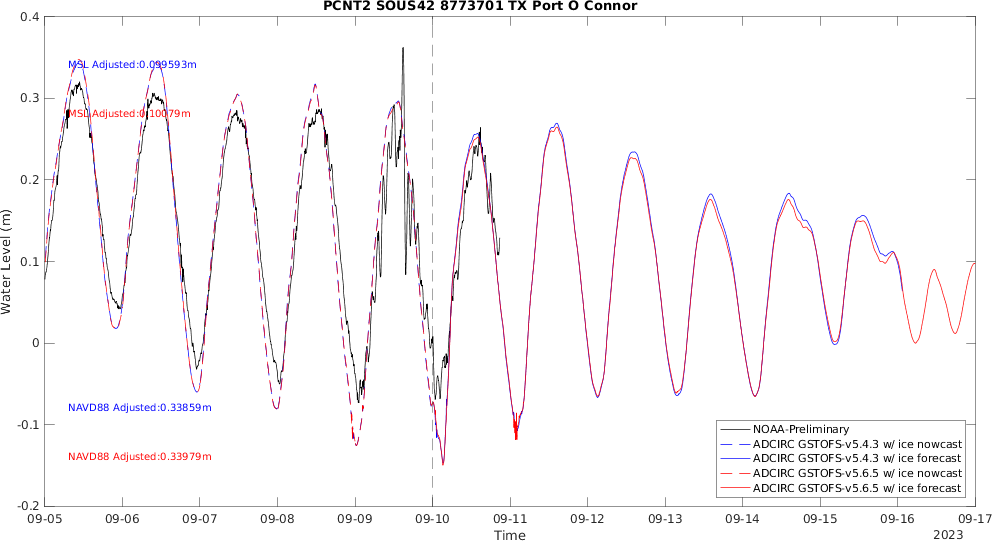 PCNT2 SOUS42 8773701 TX Port O Connor
0.4
0.3
0.2
0.1
0
-0.1
-0.2
Water Level (m)
MSL Adjusted:0.099593m
MSL Adjusted:0.10079m
NAVD88 Adjusted:0.33859m
NAVD88 Adjusted:0.33979m
NOAA-Preliminary
ADCIRC GSTOFS-v5.4.3 w/ ice nowcast
ADCIRC GSTOFS-v5.4.3 w/ ice forecast
ADCIRC GSTOFS-v5.6.5 w/ ice nowcast
ADCIRC GSTOFS-v5.6.5 w/ ice forecast
09-05 09-06 09-07 09-08 09-09 09-10 09-11 09-12 09-13 09-14 09-15 09-16 09-17
Time
2023